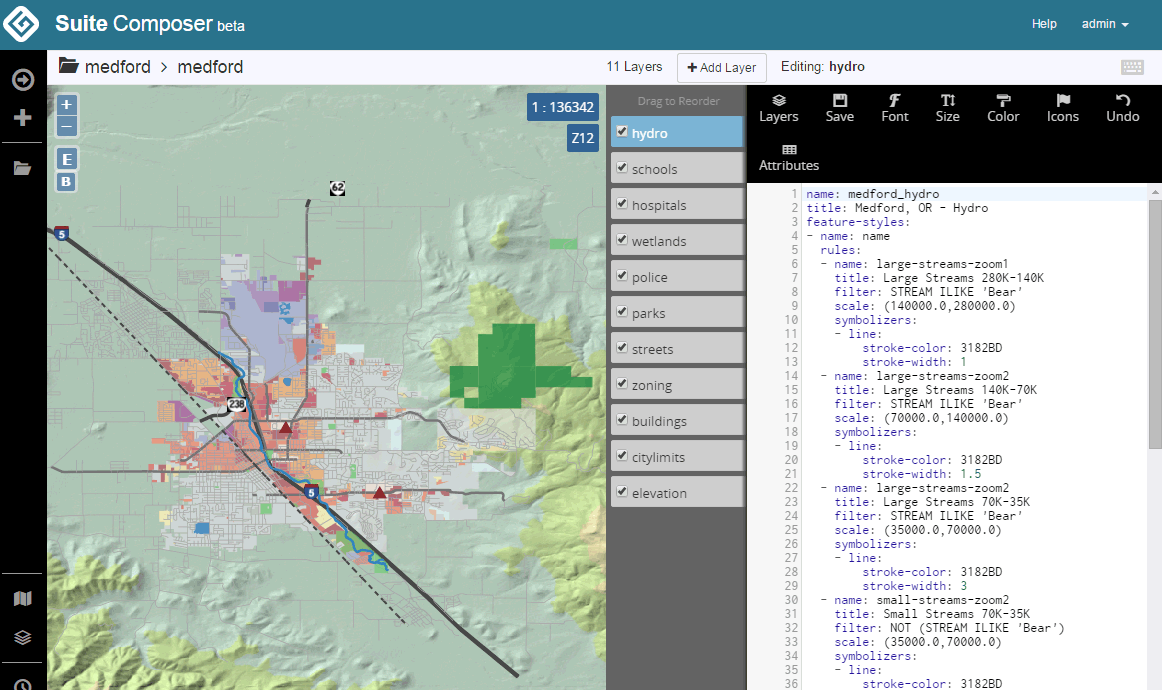 Suite Composer beta
Help
admin
medford > medford
11 Layers
+ Add Layer
Editing: hydro
+
−
E
B
1 : 136342
Z12
62
5
238
5
Drag to Reorder
hydro
schools
hospitals
wetlands
police
parks
streets
zoning
buildings
citylimits
elevation
Layers
Save
Font
Size
Color
Icons
Undo
Attributes
1 name: medford_hydro
2 title: Medford, OR - Hydro
3 feature-styles:
4 - name: name
5   rules:
6   - name: large-streams-zoom1
7     title: Large Streams 280K-140K
8     filter: STREAM ILIKE 'Bear'
9     scale: (140000.0,280000.0)
10     symbolizers:
11     - line:
12         stroke-color: 3182BD
13         stroke-width: 1
14   - name: large-streams-zoom2
15     title: Large Streams 140K-70K
16     filter: STREAM ILIKE 'Bear'
17     scale: (70000.0,140000.0)
18     symbolizers:
19     - line:
20         stroke-color: 3182BD
21         stroke-width: 1.5
22   - name: large-streams-zoom2
23     title: Large Streams 70K-35K
24     filter: STREAM ILIKE 'Bear'
25     scale: (35000.0,70000.0)
26     symbolizers:
27     - line:
28         stroke-color: 3182BD
29         stroke-width: 3
30   - name: small-streams-zoom2
31     title: Small Streams 70K-35K
32     filter: NOT (STREAM ILIKE 'Bear')
33     scale: (35000.0,70000.0)
34     symbolizers:
35     - line:
36         stroke-color: 3182BD